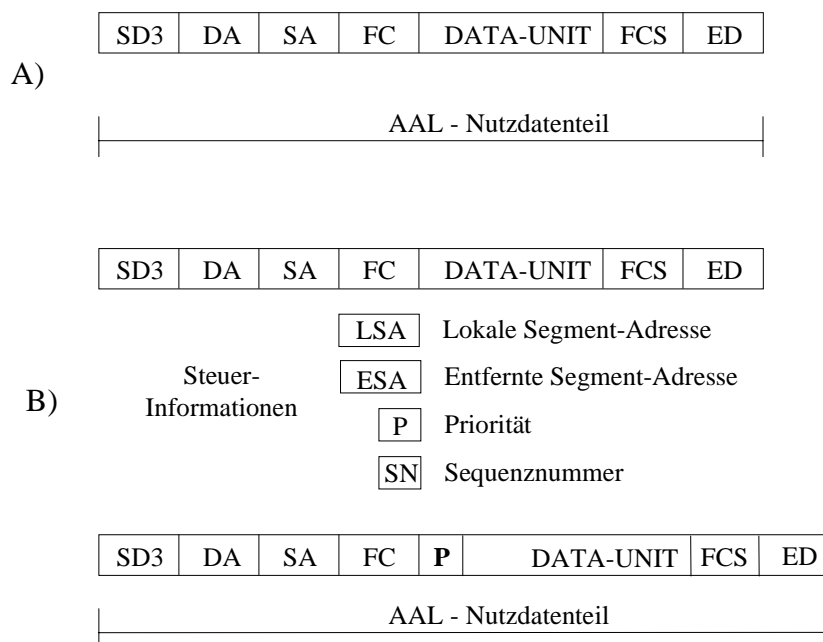 SD3 DA SA FC DATA-UNIT FCS ED
A)
AAL - Nutzdatenteil
SD3 DA SA FC DATA-UNIT FCS ED
LSA Lokale Segment-Adresse
Steuer-
Informationen
ESA Entfernte Segment-Adresse
B)
P Priorität
SN Sequenznummer
SD3 DA SA FC P DATA-UNIT FCS ED
AAL - Nutzdatenteil